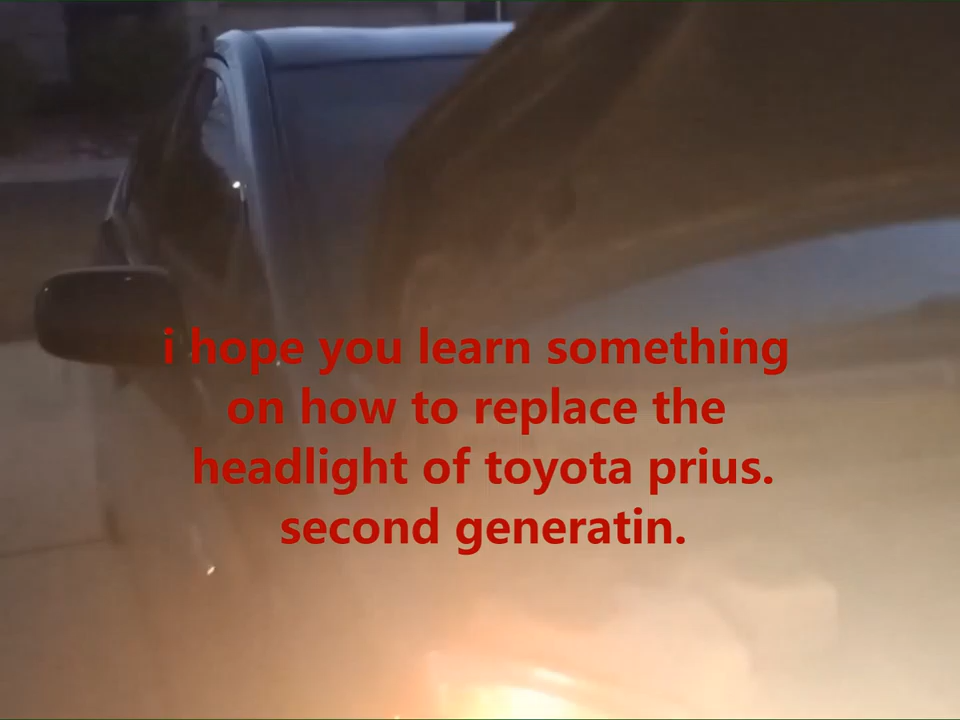 i hope you learn something
on how to replace the
headlight of toyota prius.
second generatin.